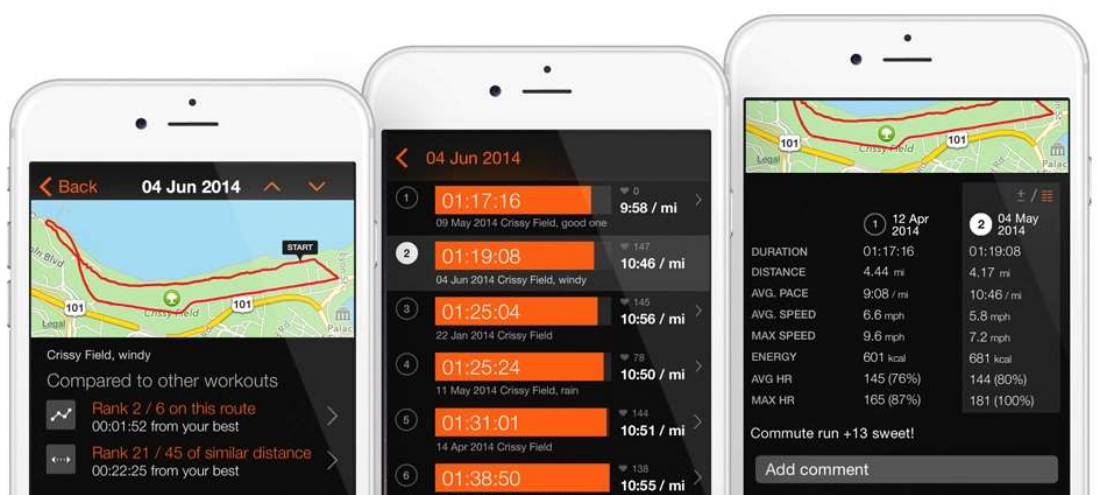 Back
04 Jun 2014
START
101
101
Crissy Field
Legal
Palac
Crissy Field, windy
Compared to other workouts
Rank 2 / 6 on this route
00:01:52 from your best
Rank 21 / 45 of similar distance
00:22:25 from your best
04 Jun 2014
1
01:17:16
0
9:58 / mi
09 May 2014 Crissy Field, good one
2
01:19:08
147
10:46 / mi
04 Jun 2014 Crissy Field, windy
3
01:25:04
145
10:56 / mi
22 Jan 2014 Crissy Field
4
01:25:24
78
10:50 / mi
11 May 2014 Crissy Field, rain
5
01:31:01
144
10:51 / mi
14 Apr 2014 Crissy Field
6
01:38:50
138
10:55 / mi
101
Crissy Field
101
Legal
Palac
± /
1 12 Apr 2014
2 04 May 2014
DURATION 01:17:16 01:19:08
DISTANCE 4.44 mi 4.17 mi
AVG. PACE 9:08 / mi 10:46 / mi
AVG. SPEED 6.6 mph 5.8 mph
MAX SPEED 9.6 mph 7.2 mph
ENERGY 601 kcal 681 kcal
AVG HR 145 (76%) 144 (80%)
MAX HR 165 (87%) 181 (100%)
Commute run +13 sweet!
Add comment